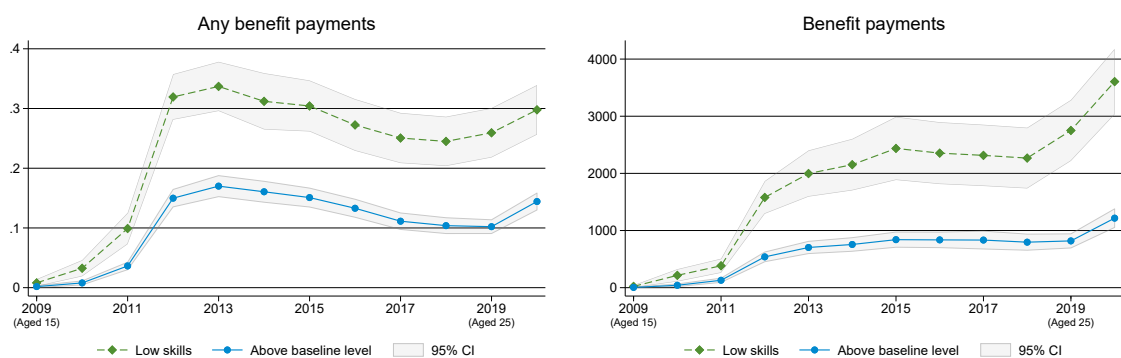 Any benefit payments
.4
.3
.2
.1
0
2009
(Aged 15)
2011
2013
2015
2017
2019
(Aged 25)
Low skills
Above baseline level
95% CI
Benefit payments
4000
3000
2000
1000
0
2009
(Aged 15)
2011
2013
2015
2017
2019
(Aged 25)
Low skills
Above baseline level
95% CI